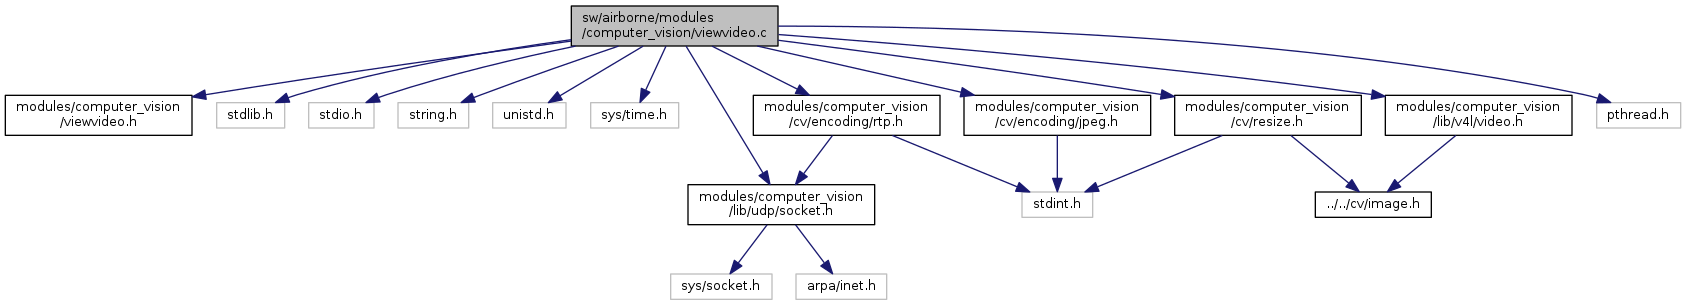 sw/airborne/modules
/computer_vision/viewvideo.c
modules/computer_vision
/viewvideo.h
stdlib.h
stdio.h
string.h
unistd.h
sys/time.h
modules/computer_vision
/cv/encoding/rtp.h
modules/computer_vision
/cv/encoding/jpeg.h
modules/computer_vision
/cv/resize.h
modules/computer_vision
/lib/v4l/video.h
pthread.h
modules/computer_vision
/lib/udp/socket.h
stdint.h
../../cv/image.h
sys/socket.h
arpa/inet.h